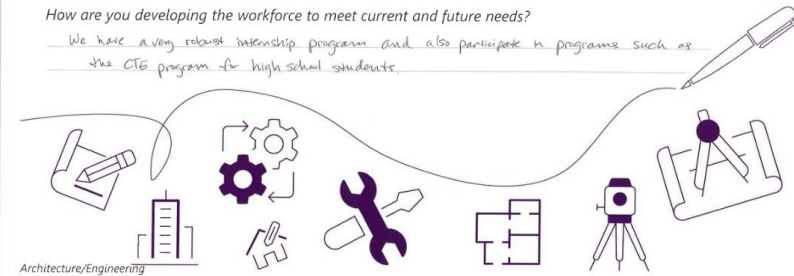 How are you developing the workforce to meet current and future needs?
We have a very robust internship program and also participate in programs such as
the CTE program for high school students.
Architecture/Engineering